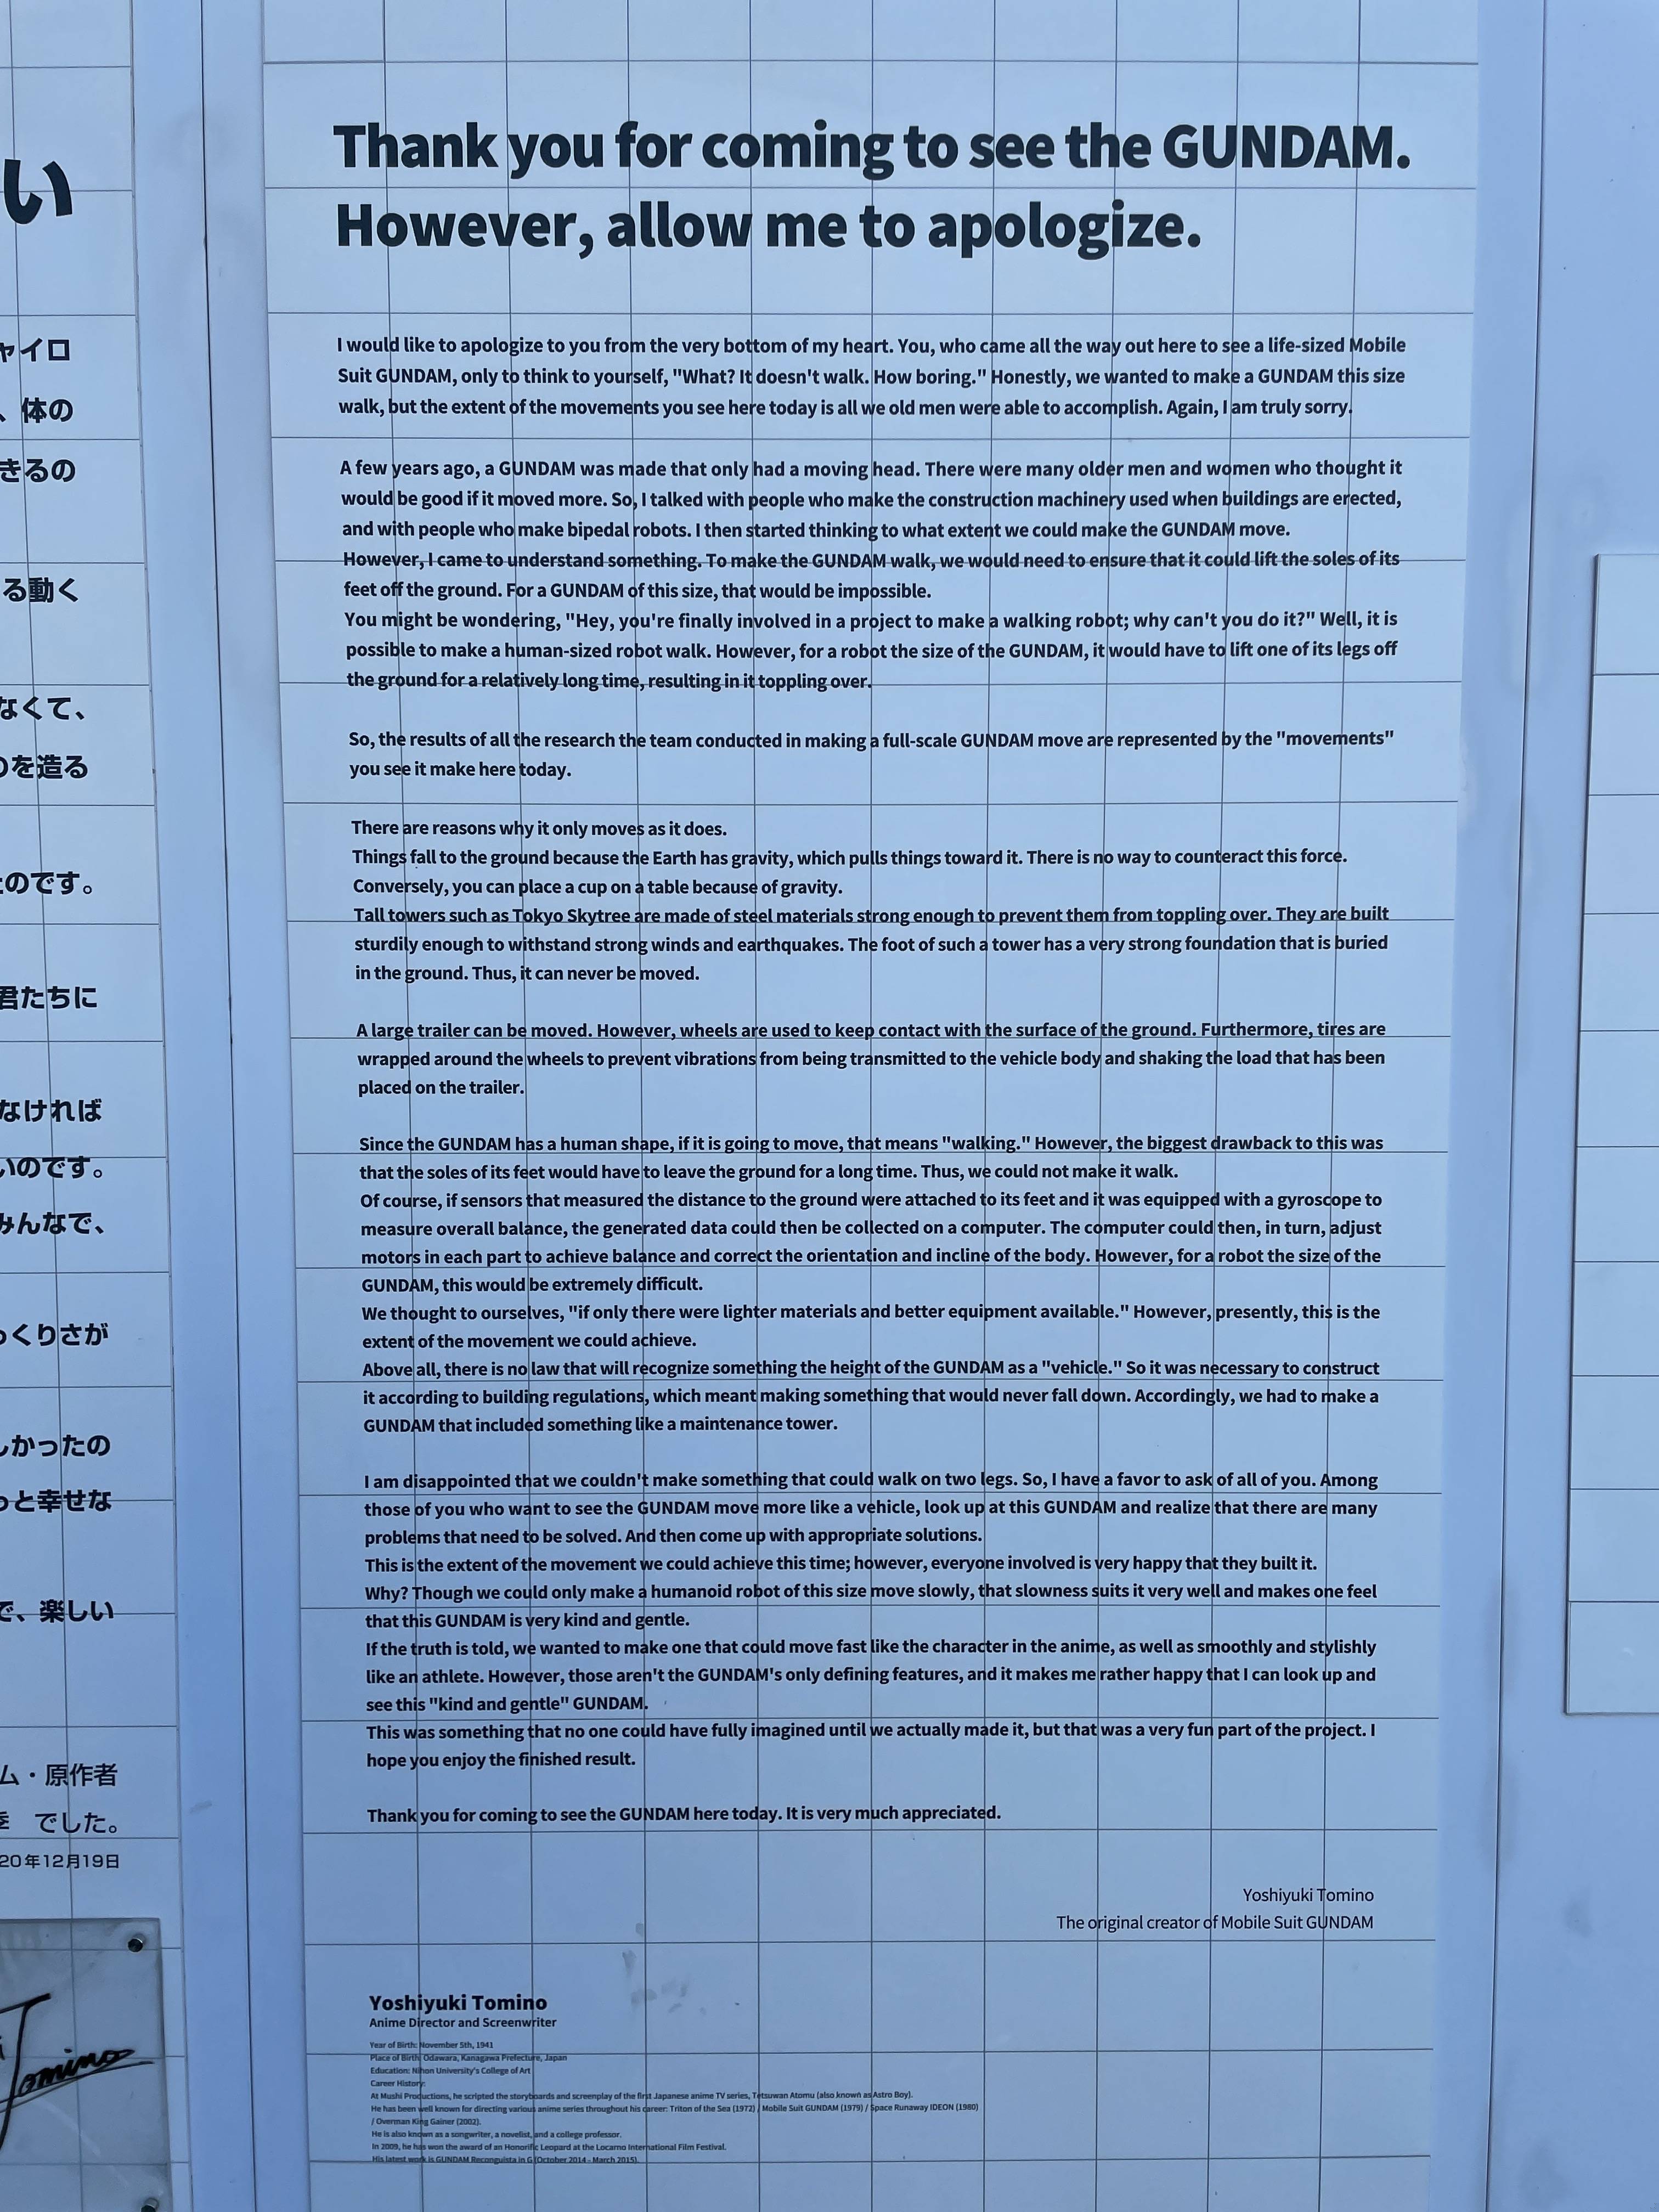 い
ャイロ
、体の
きるの
る動く
なくて、
のを造る
たのです。
君たちに
なければ
いのです。
みんなで、
っくりさが
しかったの
っと幸せな
で、楽しい
ム・原作者
季 でした。
20年12月19日
Tomino
Thank you for coming to see the GUNDAM.
However, allow me to apologize.
I would like to apologize to you from the very bottom of my heart. You, who came all the way out here to see a life-sized Mobile
Suit GUNDAM, only to think to yourself, "What? It doesn't walk. How boring." Honestly, we wanted to make a GUNDAM this size
walk, but the extent of the movements you see here today is all we old men were able to accomplish. Again, I am truly sorry.
A few years ago, a GUNDAM was made that only had a moving head. There were many older men and women who thought it
would be good if it moved more. So, I talked with people who make the construction machinery used when buildings are erected,
and with people who make bipedal robots. I then started thinking to what extent we could make the GUNDAM move.
However, I came to understand something. To make the GUNDAM walk, we would need to ensure that it could lift the soles of its
feet off the ground. For a GUNDAM of this size, that would be impossible.
You might be wondering, "Hey, you're finally involved in a project to make a walking robot; why can't you do it?" Well, it is
possible to make a human-sized robot walk. However, for a robot the size of the GUNDAM, it would have to lift one of its legs off
the ground for a relatively long time, resulting in it toppling over.
So, the results of all the research the team conducted in making a full-scale GUNDAM move are represented by the "movements"
you see it make here today.
There are reasons why it only moves as it does.
Things fall to the ground because the Earth has gravity, which pulls things toward it. There is no way to counteract this force.
Conversely, you can place a cup on a table because of gravity.
Tall towers such as Tokyo Skytree are made of steel materials strong enough to prevent them from toppling over. They are built
sturdily enough to withstand strong winds and earthquakes. The foot of such a tower has a very strong foundation that is buried
in the ground. Thus, it can never be moved.
A large trailer can be moved. However, wheels are used to keep contact with the surface of the ground. Furthermore, tires are
wrapped around the wheels to prevent vibrations from being transmitted to the vehicle body and shaking the load that has been
placed on the trailer.
Since the GUNDAM has a human shape, if it is going to move, that means "walking." However, the biggest drawback to this was
that the soles of its feet would have to leave the ground for a long time. Thus, we could not make it walk.
Of course, if sensors that measured the distance to the ground were attached to its feet and it was equipped with a gyroscope to
measure overall balance, the generated data could then be collected on a computer. The computer could then, in turn, adjust
motors in each part to achieve balance and correct the orientation and incline of the body. However, for a robot the size of the
GUNDAM, this would be extremely difficult.
We thought to ourselves, "if only there were lighter materials and better equipment available." However, presently, this is the
extent of the movement we could achieve.
Above all, there is no law that will recognize something the height of the GUNDAM as a "vehicle." So it was necessary to construct
it according to building regulations, which meant making something that would never fall down. Accordingly, we had to make a
GUNDAM that included something like a maintenance tower.
I am disappointed that we couldn't make something that could walk on two legs. So, I have a favor to ask of all of you. Among
those of you who want to see the GUNDAM move more like a vehicle, look up at this GUNDAM and realize that there are many
problems that need to be solved. And then come up with appropriate solutions.
This is the extent of the movement we could achieve this time; however, everyone involved is very happy that they built it.
Why? Though we could only make a humanoid robot of this size move slowly, that slowness suits it very well and makes one feel
that this GUNDAM is very kind and gentle.
If the truth is told, we wanted to make one that could move fast like the character in the anime, as well as smoothly and stylishly
like an athlete. However, those aren't the GUNDAM's only defining features, and it makes me rather happy that I can look up and
see this "kind and gentle" GUNDAM.
This was something that no one could have fully imagined until we actually made it, but that was a very fun part of the project. I
hope you enjoy the finished result.
Thank you for coming to see the GUNDAM here today. It is very much appreciated.
Yoshiyuki Tomino
The original creator of Mobile Suit GUNDAM
Yoshiyuki Tomino
Anime Director and Screenwriter
Year of Birth: November 5th, 1941
Place of Birth: Odawara, Kanagawa Prefecture, Japan
Education: Nihon University's College of Art
Career History:
At Mushi Productions, he scripted the storyboards and screenplay of the first Japanese anime TV series, Tetsuwan Atomu (also known as Astro Boy).
He has been well known for directing various anime series throughout his career: Triton of the Sea (1972) / Mobile Suit GUNDAM (1979) / Space Runaway IDEON (1980)
/ Overman King Gainer (2002).
He is also known as a songwriter, a novelist, and a college professor.
In 2009, he has won the award of an Honorific Leopard at the Locarno International Film Festival.
His latest work is GUNDAM Reconguista in G (October 2014 - March 2015).